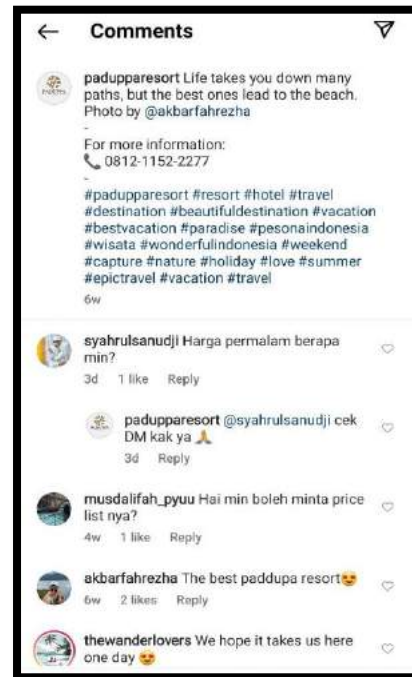 Comments
padupparesort Life takes you down many
paths, but the best ones lead to the beach.
Photo by @akbarfahrezha
-
For more information:
📞 0812-1152-2277
-
#padupparesort #resort #hotel #travel
#destination #beautifuldestination #vacation
#bestvacation #paradise #pesonaindonesia
#wisata #wonderfulindonesia #weekend
#capture #nature #holiday #love #summer
#epictravel #vacation #travel
6w
syahrulsanudji Harga permalam berapa
min?
3d 1 like Reply
padupparesort @syahrulsanudji cek
DM kak ya 🙏
3d Reply
musdalifah_pyuu Hai min boleh minta price
list nya?
4w 1 like Reply
akbarfahrezha The best paddupa resort😍
6w 2 likes Reply
thewanderlovers We hope it takes us here
one day 😍